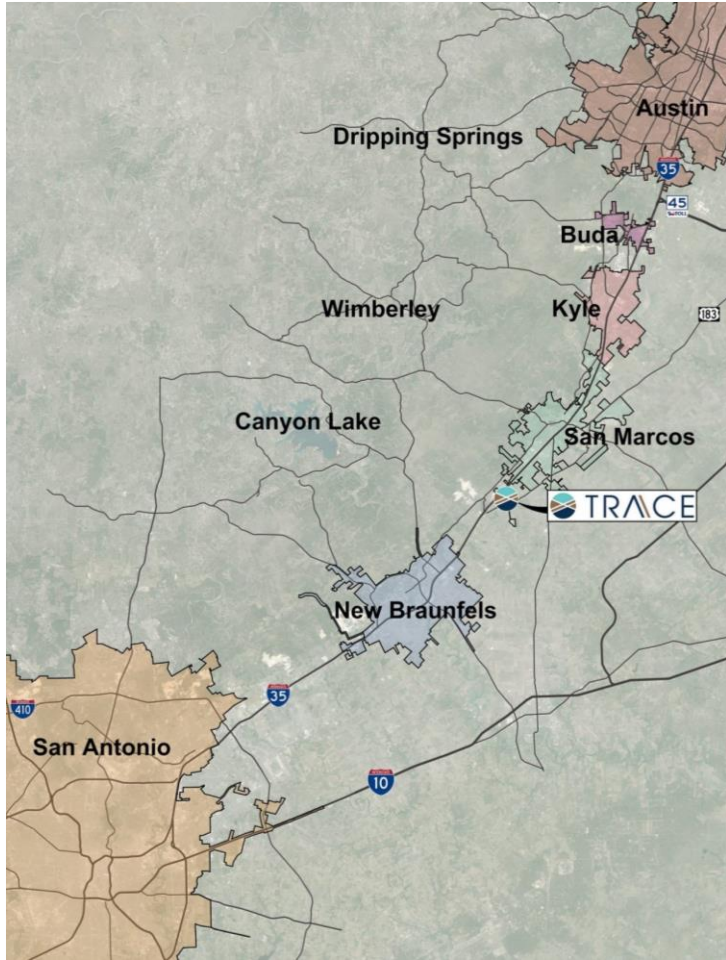 Austin
Dripping Springs
35
45
TOLL
Buda
Wimberley
Kyle
183
Canyon Lake
San Marcos
TRACE
New Braunfels
35
410
San Antonio
10